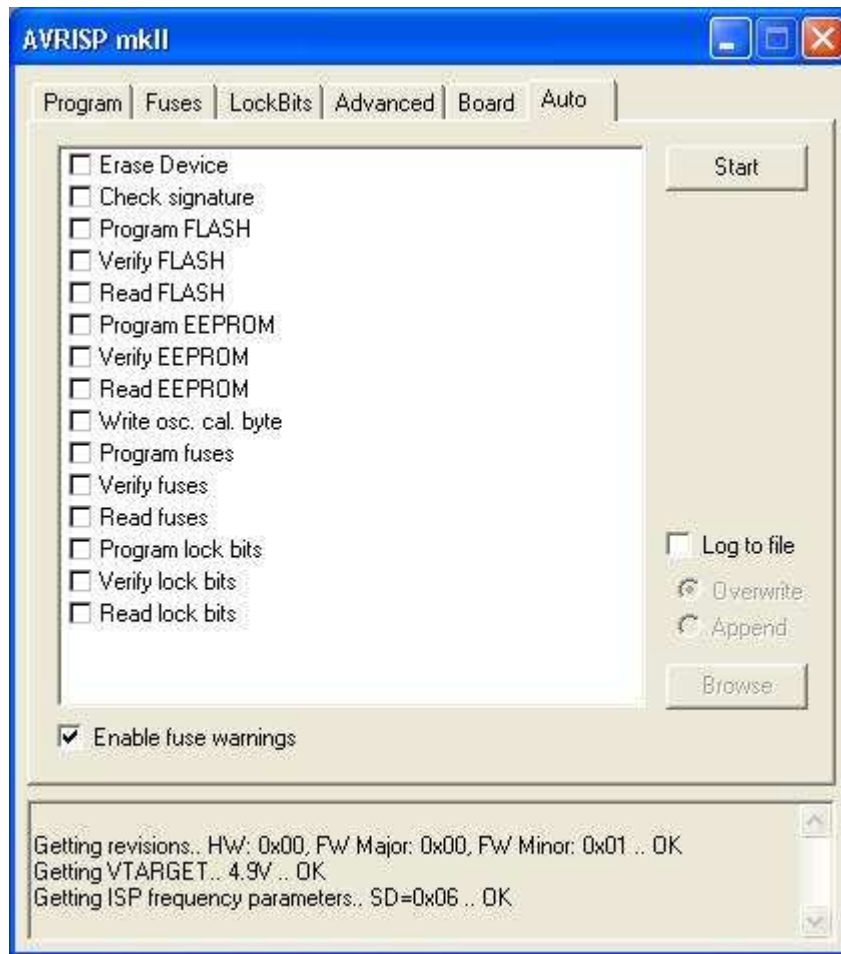 AVRISP mkII
Program Fuses LockBits Advanced Board Auto
Erase Device
Check signature
Program FLASH
Verify FLASH
Read FLASH
Program EEPROM
Verify EEPROM
Read EEPROM
Write osc. cal. byte
Program fuses
Verify fuses
Read fuses
Program lock bits
Verify lock bits
Read lock bits
Start
Log to file
Overwrite
Append
Browse
Enable fuse warnings
Getting revisions.. HW: 0x00, FW Major: 0x00, FW Minor: 0x01 .. OK
Getting VTARGET.. 4.9V .. OK
Getting ISP frequency parameters.. SD=0x06 .. OK